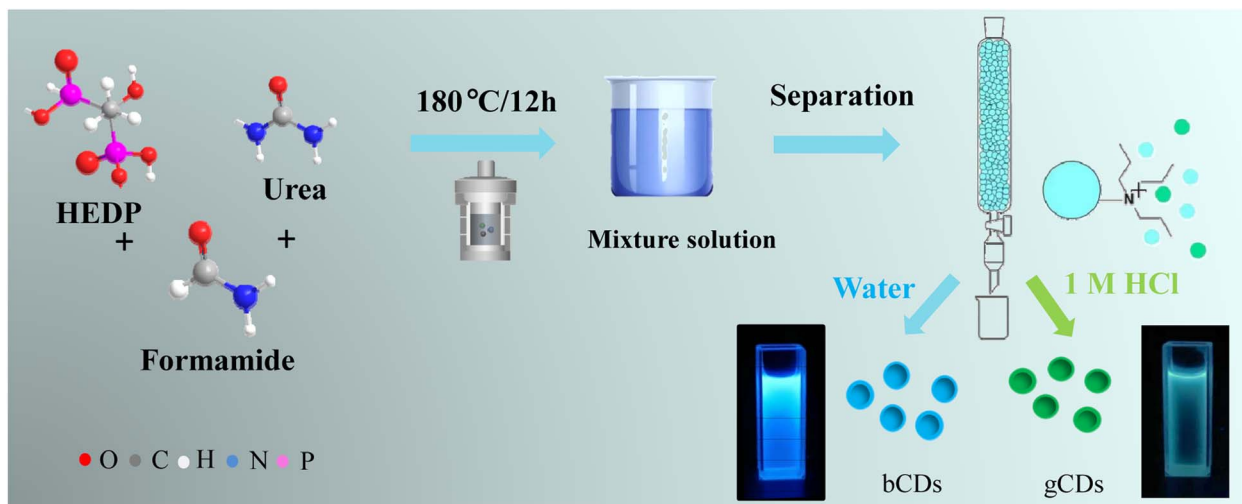 HEDP
+
Urea
+
Formamide
180℃/12h
Mixture solution
Separation
N
+
Water
1 M HCl
bCDs
gCDs
O C H N P